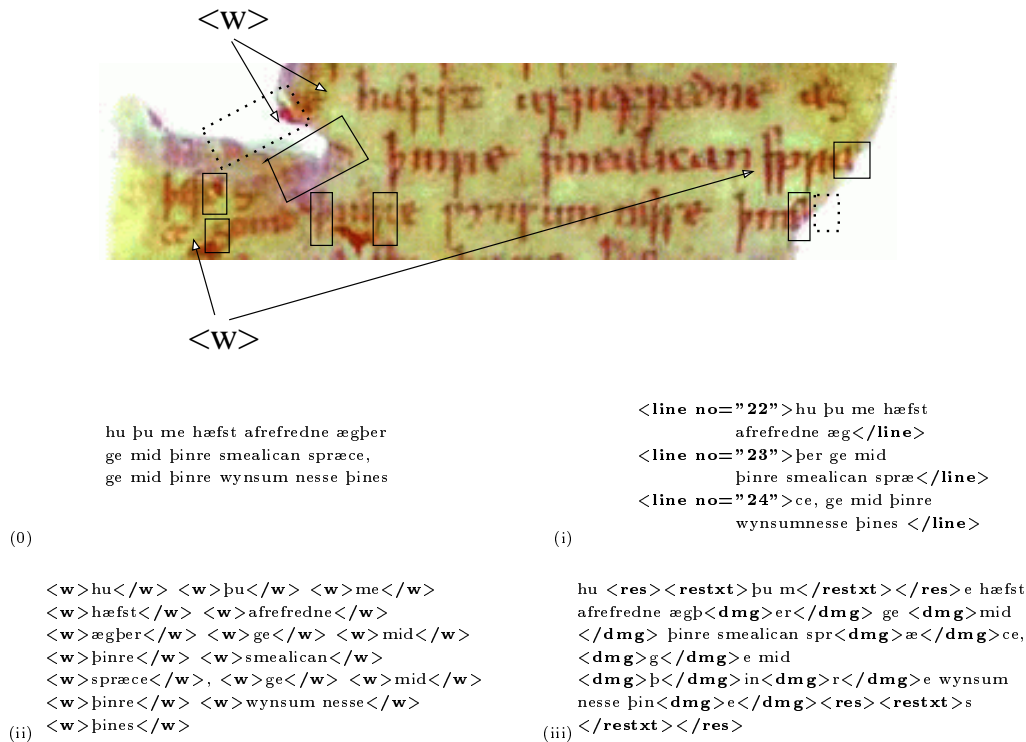 <w>
hæfst afrefredne æg
þinre smealican spræ
<w>
hu þu me hæfst afrefredne ægþer
ge mid þinre smealican spræce,
ge mid þinre wynsum nesse þines
(0)
<line no="22">hu þu me hæfst
afrefredne æg</line>
<line no="23">þer ge mid
þinre smealican spræ</line>
<line no="24">ce, ge mid þinre
wynsumnesse þines </line>
(i)
<w>hu</w> <w>þu</w> <w>me</w>
<w>hæfst</w> <w>afrefredne</w>
<w>ægþer</w> <w>ge</w> <w>mid</w>
<w>þinre</w> <w>smealican</w>
<w>spræce</w>, <w>ge</w> <w>mid</w>
<w>þinre</w> <w>wynsum nesse</w>
<w>þines</w>
(ii)
hu <res><restxt>þu m</restxt></res>e hæfst
afrefredne ægþ<dmg>er</dmg> ge <dmg>mid
</dmg> þinre smealican spr<dmg>æ</dmg>ce,
<dmg>g</dmg>e mid
<dmg>þ</dmg>in<dmg>r</dmg>e wynsum
nesse þin<dmg>e</dmg><res><restxt>s
</restxt></res>
(iii)